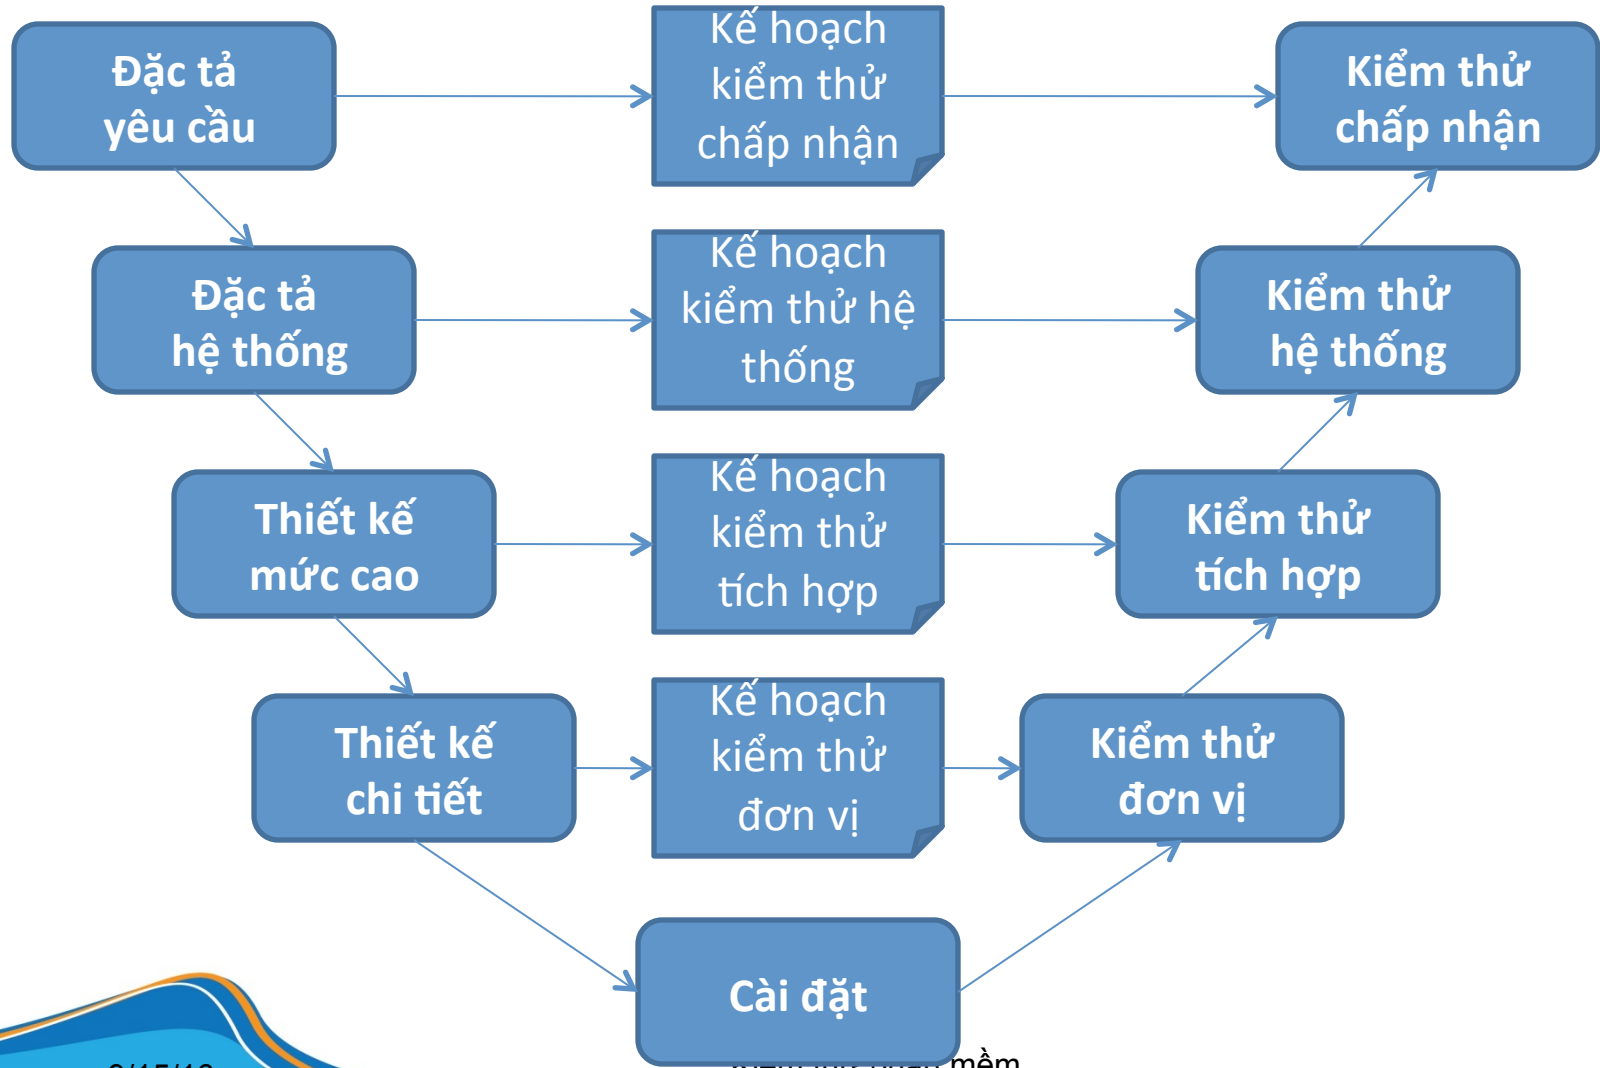 Đặc tả
yêu cầu
Kế hoạch
kiểm thử
chấp nhận
Kiểm thử
chấp nhận
Đặc tả
hệ thống
Kế hoạch
kiểm thử hệ
thống
Kiểm thử
hệ thống
Thiết kế
mức cao
Kế hoạch
kiểm thử
tích hợp
Kiểm thử
tích hợp
Thiết kế
chi tiết
Kế hoạch
kiểm thử
đơn vị
Kiểm thử
đơn vị
Cài đặt
mềm